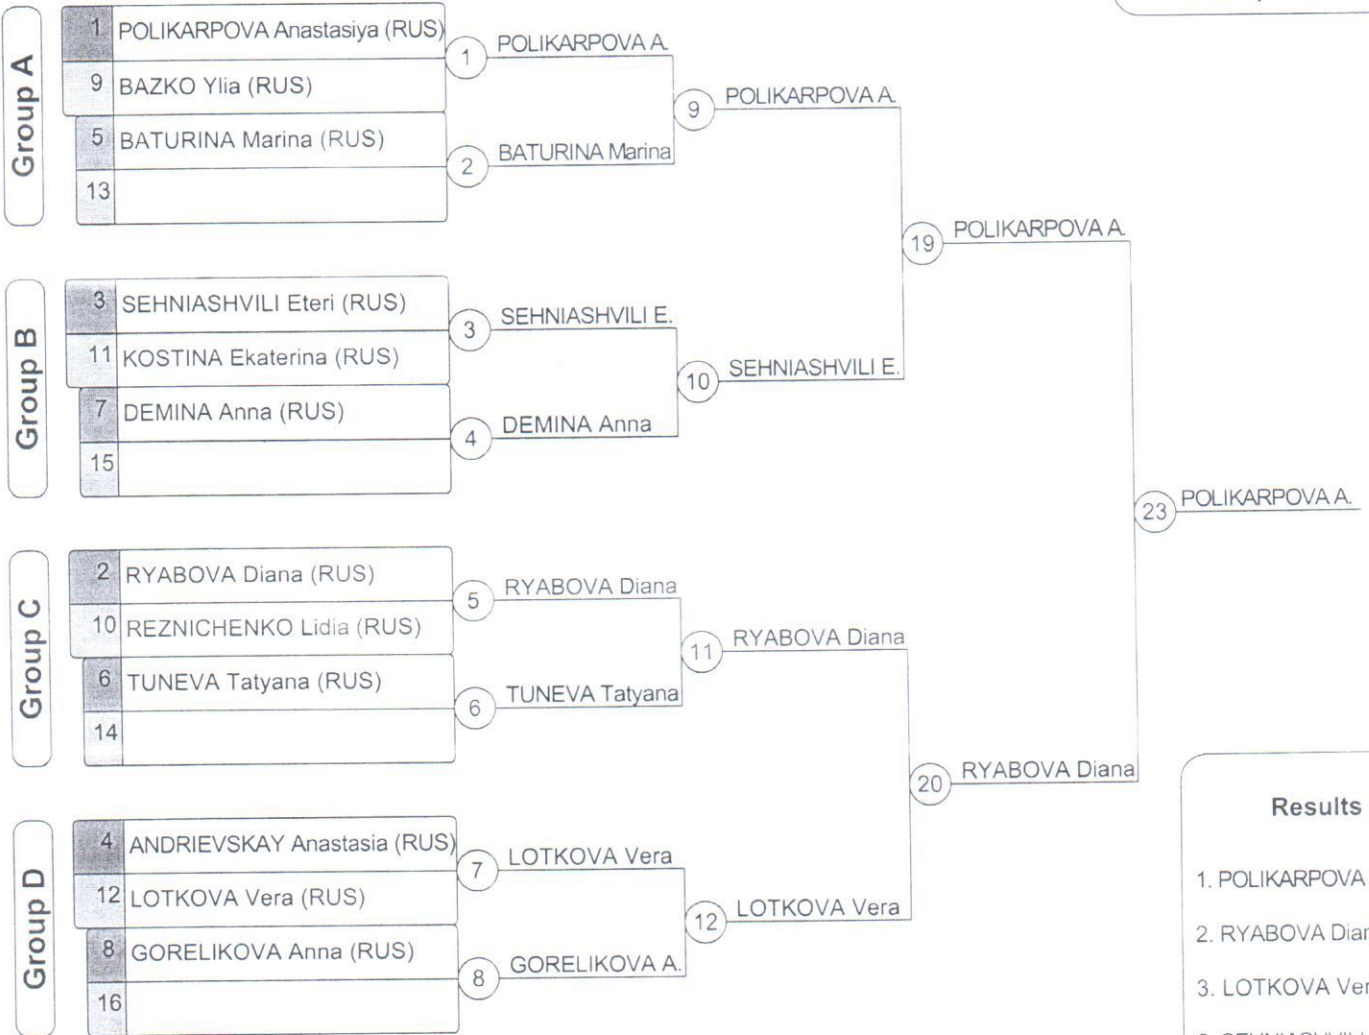 Group A
1 POLIKARPOVA Anastasiya (RUS)
9 BAZKO Ylia (RUS)
5 BATURINA Marina (RUS)
13
1 POLIKARPOVA A.
2 BATURINA Marina
9 POLIKARPOVA A.
Group B
3 SEHNIASHVILI Eteri (RUS)
11 KOSTINA Ekaterina (RUS)
7 DEMINA Anna (RUS)
15
3 SEHNIASHVILI E.
4 DEMINA Anna
10 SEHNIASHVILI E.
19 POLIKARPOVA A.
Group C
2 RYABOVA Diana (RUS)
10 REZNICHENKO Lidia (RUS)
6 TUNEVA Tatyana (RUS)
14
5 RYABOVA Diana
6 TUNEVA Tatyana
11 RYABOVA Diana
Group D
4 ANDRIEVSKAY Anastasia (RUS)
12 LOTKOVA Vera (RUS)
8 GORELIKOVA Anna (RUS)
16
7 LOTKOVA Vera
8 GORELIKOVA A.
12 LOTKOVA Vera
20 RYABOVA Diana
23 POLIKARPOVA A.
Results
1. POLIKARPOVA
2. RYABOVA
3. LOTKOVA